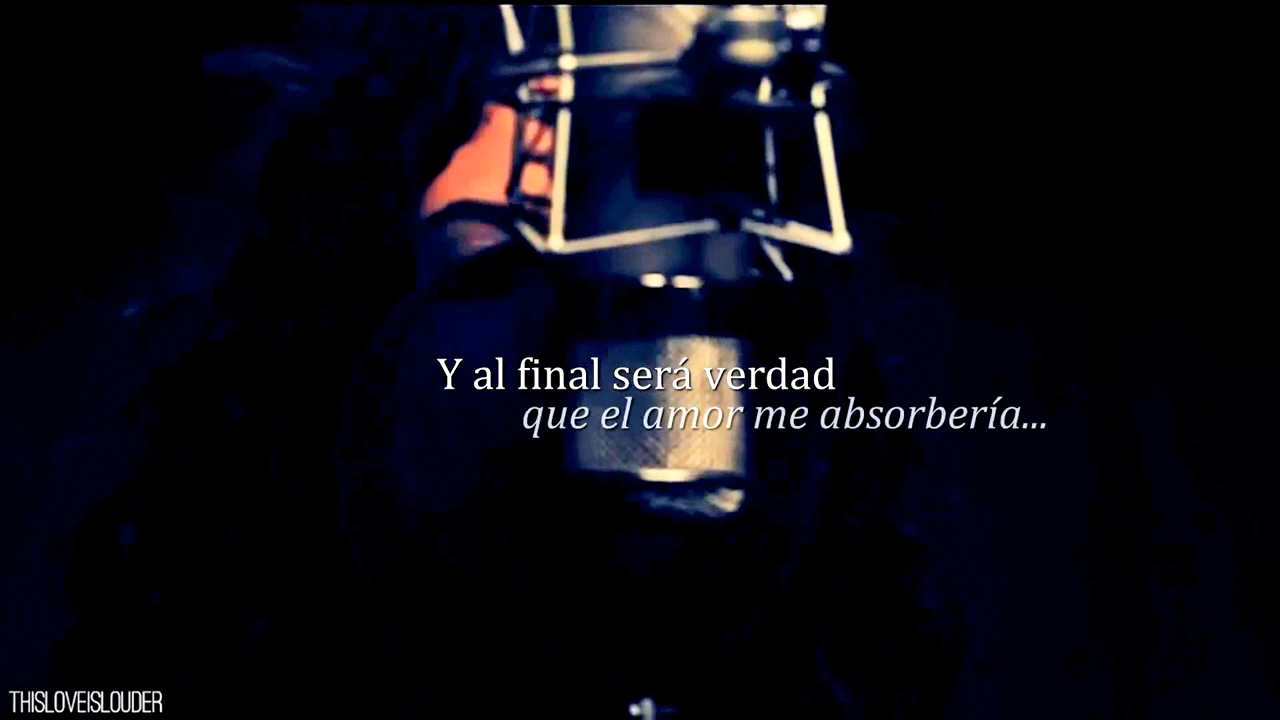 Y al final será verdad
que el amor me absorbería...
THISLOVEISLOUDER